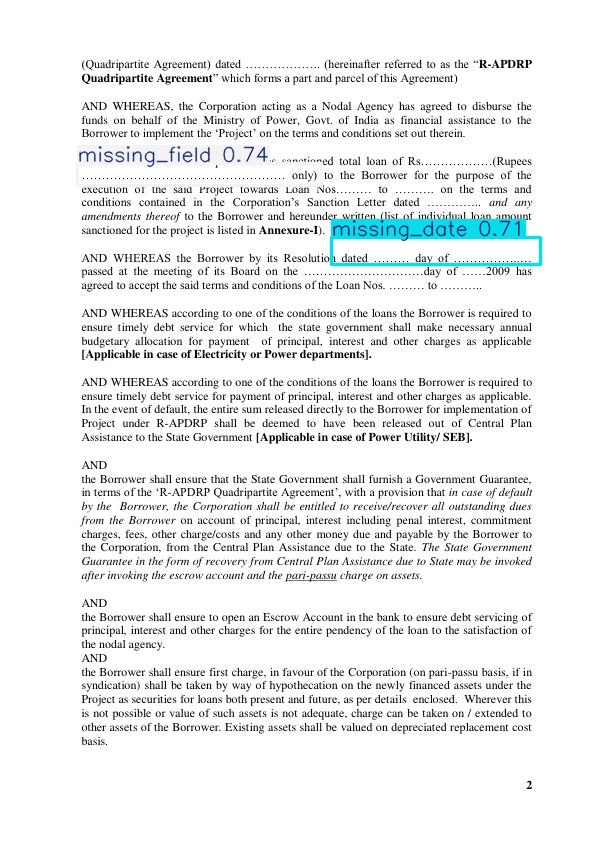 (Quadripartite Agreement) dated ……………….. (hereinafter referred to as the “R-APDRP
Quadripartite Agreement” which forms a part and parcel of this Agreement)
AND WHEREAS, the Corporation acting as a Nodal Agency has agreed to disburse the
funds on behalf of the Ministry of Power, Govt. of India as financial assistance to the
Borrower to implement the ‘Project’ on the terms and conditions set out therein.
missing_field 0.74
sanctioned total loan of Rs………………(Rupees
…………………………………………… only) to the Borrower for the purpose of the
execution of the said Project towards Loan Nos……… to ………. on the terms and
conditions contained in the Corporation’s Sanction Letter dated ………….. and any
amendments thereof to the Borrower and hereunder written (list of individual loan amount
sanctioned for the project is listed in Annexure-I).
missing_date 0.71
AND WHEREAS the Borrower by its Resolution dated ……… day of ……………..…
passed at the meeting of its Board on the …………………………day of ……2009 has
agreed to accept the said terms and conditions of the Loan Nos. ……… to ………..
AND WHEREAS according to one of the conditions of the loans the Borrower is required to
ensure timely debt service for which the state government shall make necessary annual
budgetary allocation for payment of principal, interest and other charges as applicable
[Applicable in case of Electricity or Power departments].
AND WHEREAS according to one of the conditions of the loans the Borrower is required to
ensure timely debt service for payment of principal, interest and other charges as applicable.
In the event of default, the entire sum released directly to the Borrower for implementation of
Project under R-APDRP shall be deemed to have been released out of Central Plan
Assistance to the State Government [Applicable in case of Power Utility/ SEB].
AND
the Borrower shall ensure that the State Government shall furnish a Government Guarantee,
in terms of the ‘R-APDRP Quadripartite Agreement’, with a provision that in case of default
by the Borrower, the Corporation shall be entitled to receive/recover all outstanding dues
from the Borrower on account of principal, interest including penal interest, commitment
charges, fees, other charge/costs and any other money due and payable by the Borrower to
the Corporation, from the Central Plan Assistance due to the State. The State Government
Guarantee in the form of recovery from Central Plan Assistance due to State may be invoked
after invoking the escrow account and the pari-passu charge on assets.
AND
the Borrower shall ensure to open an Escrow Account in the bank to ensure debt servicing of
principal, interest and other charges for the entire pendency of the loan to the satisfaction of
the nodal agency.
AND
the Borrower shall ensure first charge, in favour of the Corporation (on pari-passu basis, if in
syndication) shall be taken by way of hypothecation on the newly financed assets under the
Project as securities for loans both present and future, as per details enclosed. Wherever this
is not possible or value of such assets is not adequate, charge can be taken on / extended to
other assets of the Borrower. Existing assets shall be valued on depreciated replacement cost
basis.
2